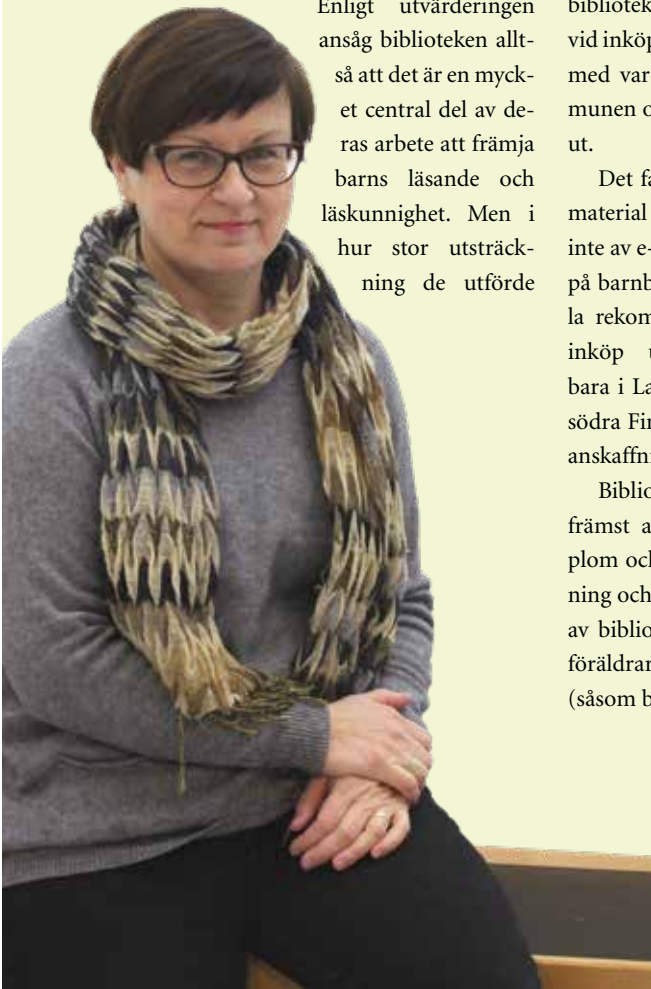 Enligt utvärderingen
ansåg biblioteken allt-
så att det är en myck-
et central del av de-
ras arbete att främja
barns läsande och
läskunnighet. Men i
hur stor utsträck-
ning de utförde
bibliotek
vid inköp
med var
munen o
ut.
Det fa
material
inte av e-
på barnb
la rekom
inköp u
bara i La
södra Fin
anskaffni
Biblio
främst a
plom och
ning och
av biblio
föräldrar
(såsom b